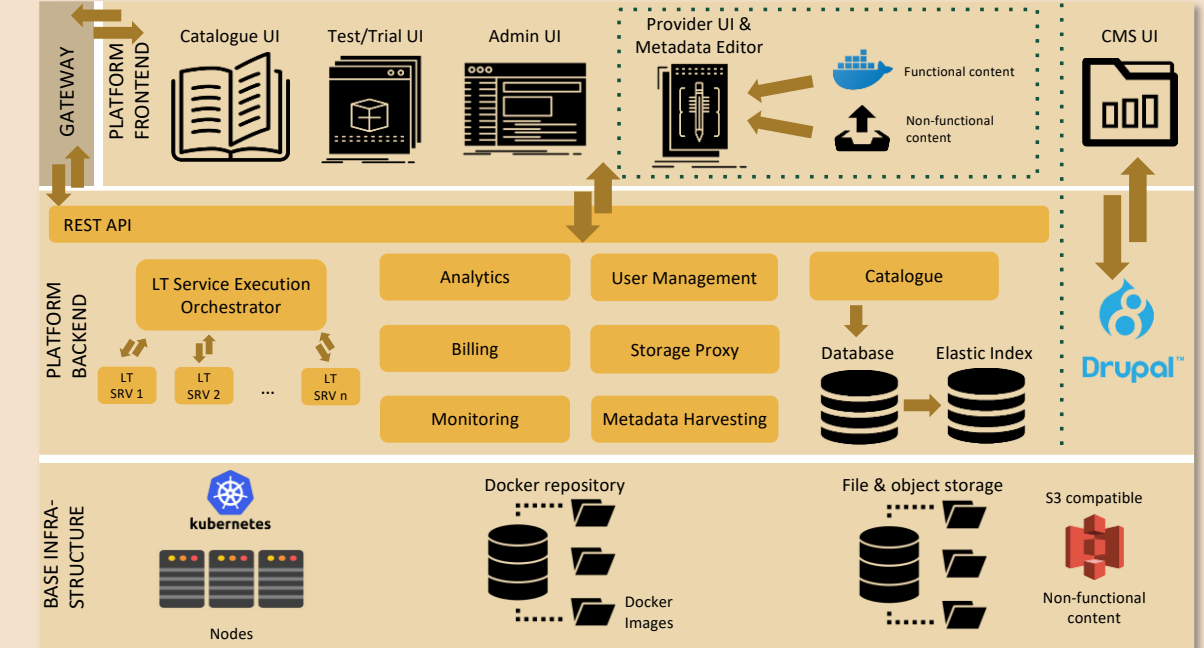 GATEWAY
PLATFORM
FRONTEND
Catalogue UI
Test/Trial UI
Admin UI
Provider UI &
Metadata Editor
Functional content
Non-functional
content
CMS UI
PLATFORM
BACKEND
REST API
LT Service Execution
Orchestrator
LT
SRV 1
LT
SRV 2
...
LT
SRV n
Analytics
User Management
Catalogue
Billing
Storage Proxy
Monitoring
Metadata Harvesting
Database
Elastic Index
Drupal™
BASE INFRA-
STRUCTURE
kubernetes
Nodes
Docker repository
Docker
Images
File & object storage
S3 compatible
Non-functional
content